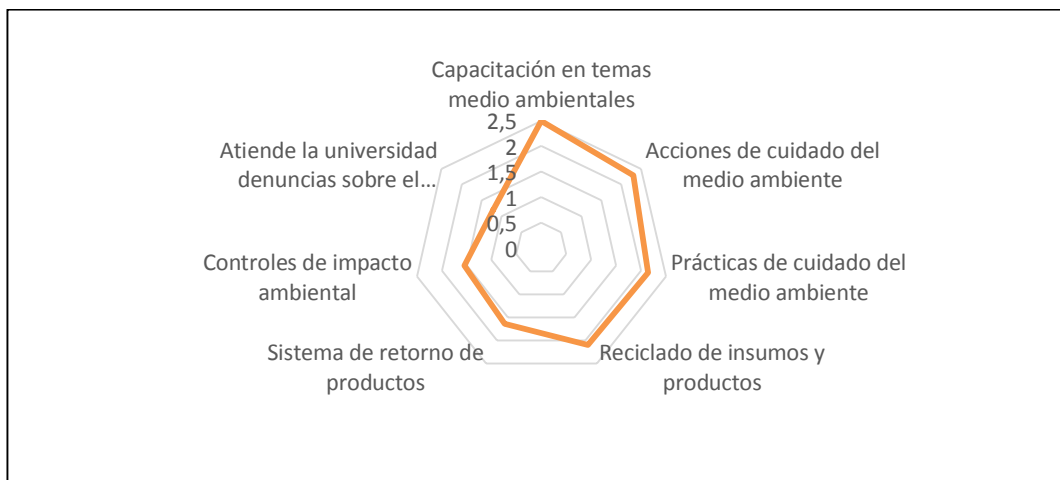 Capacitación en temas
medio ambientales
Acciones de cuidado del
medio ambiente
Prácticas de cuidado del
medio ambiente
Reciclado de insumos y
productos
Sistema de retorno de
productos
Controles de impacto
ambiental
Atiende la universidad
denuncias sobre el...
2,5
2
1,5
1
0,5
0